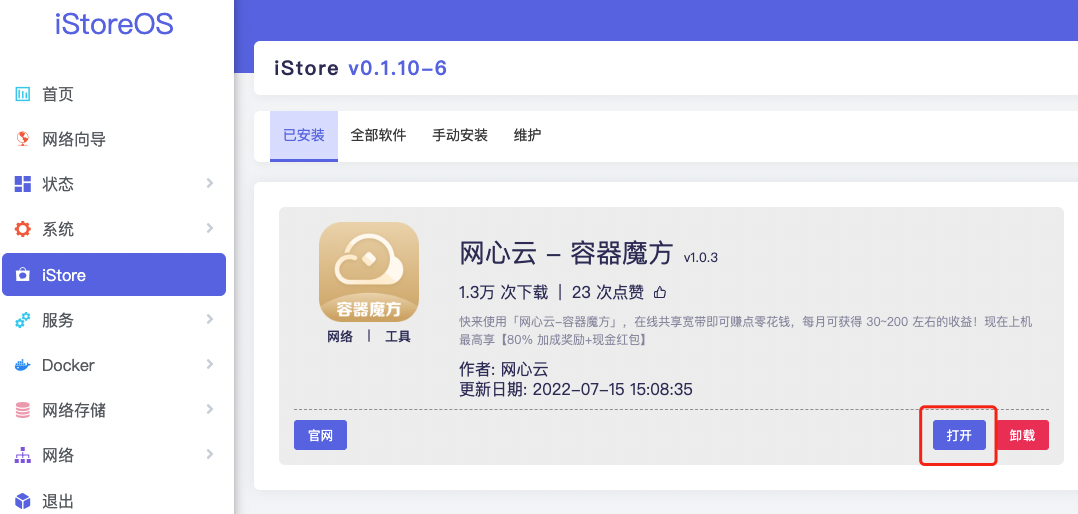 iStoreOS
首页
网络向导
状态
系统
iStore
服务
Docker
网络存储
网络
退出
iStore v0.1.10-6
已安装 全部软件 手动安装 维护
容器魔方
网络 | 工具
网心云 - 容器魔方 v1.0.3
1.3万 次下载 | 23 次点赞
快来使用「网心云-容器魔方」，在线共享宽带即可赚点零花钱，每月可获得 30~200 左右的收益！现在上机
最高享【80% 加成奖励+现金红包】
作者: 网心云
更新日期: 2022-07-15 15:08:35
官网 打开 卸载